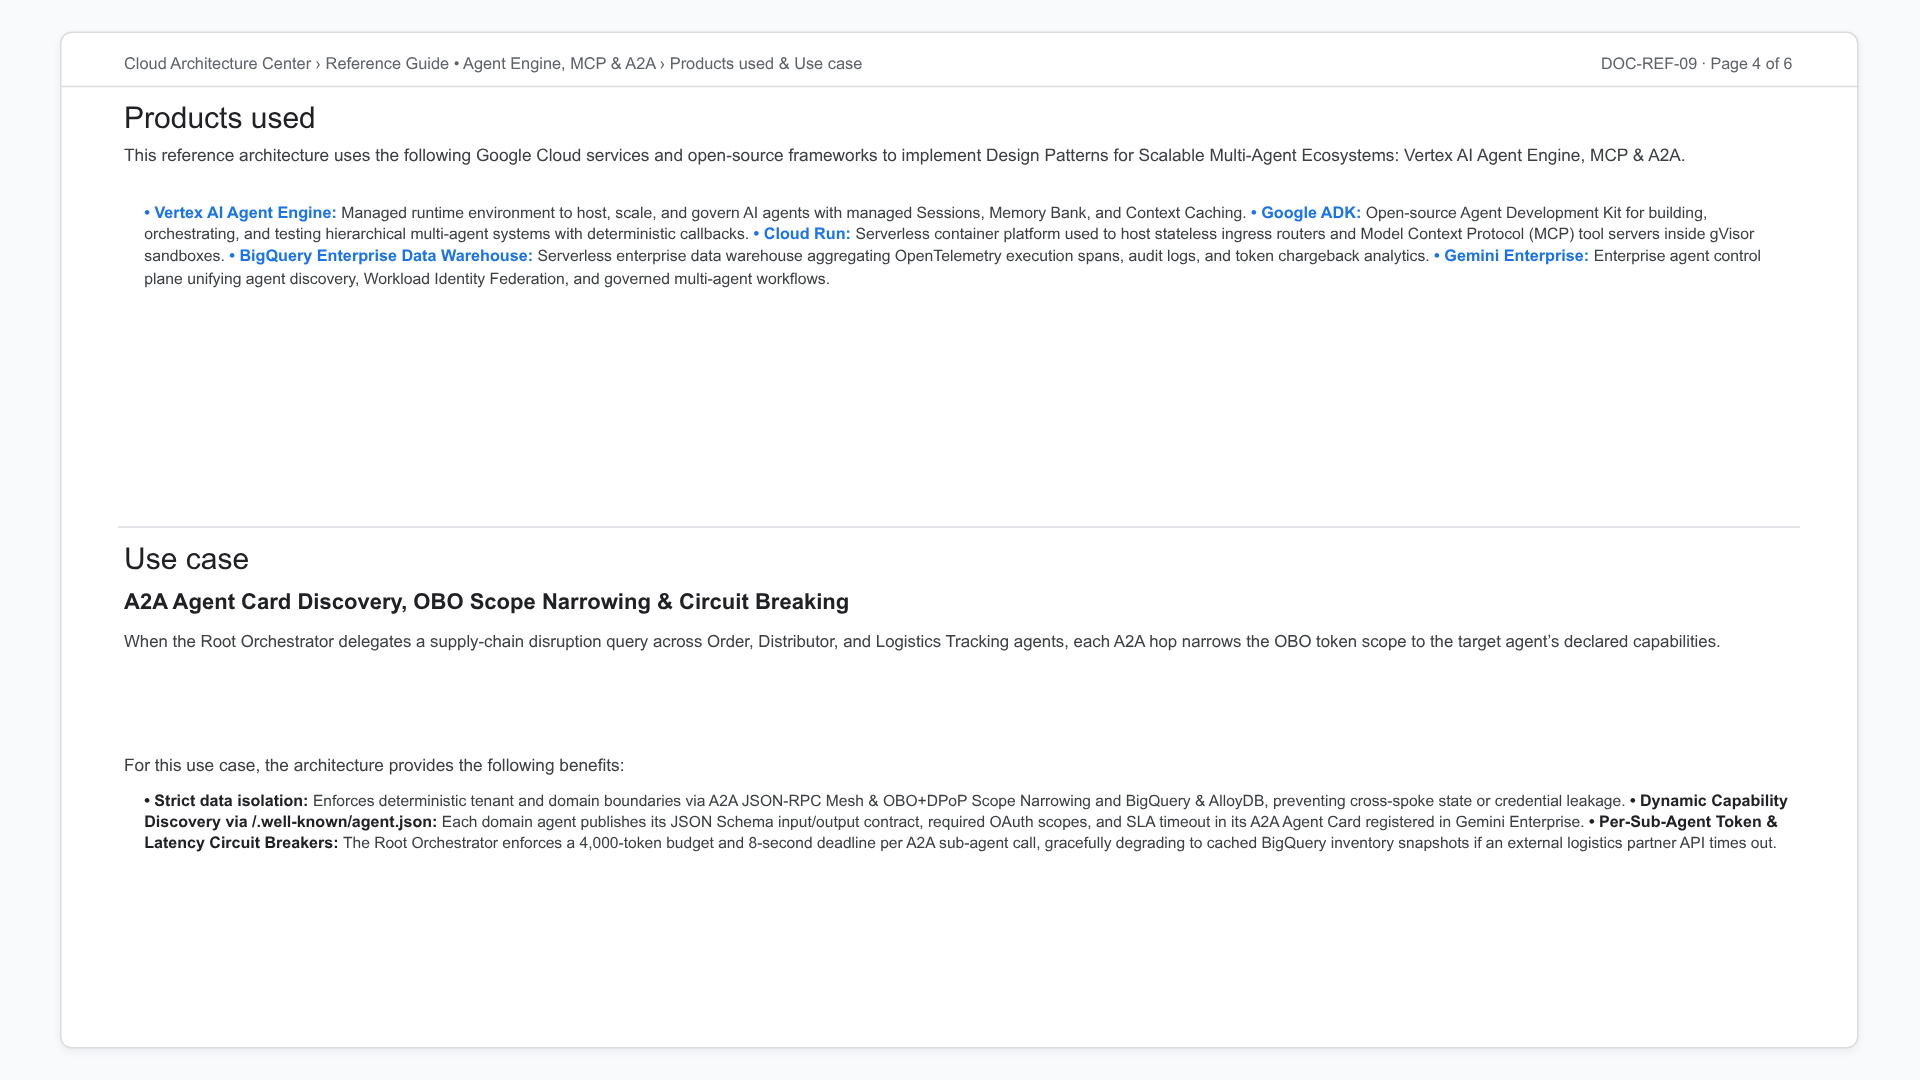 Cloud Architecture Center › Reference Guide • Agent Engine, MCP & A2A › Products used & Use case
DOC-REF-09 · Page 4 of 6
Products used
This reference architecture uses the following Google Cloud services and open-source frameworks to implement Design Patterns for Scalable Multi-Agent Ecosystems: Vertex AI Agent Engine, MCP & A2A.
• Vertex AI Agent Engine: Managed runtime environment to host, scale, and govern AI agents with managed Sessions, Memory Bank, and Context Caching. • Google ADK: Open-source Agent Development Kit for building,
orchestrating, and testing hierarchical multi-agent systems with deterministic callbacks. • Cloud Run: Serverless container platform used to host stateless ingress routers and Model Context Protocol (MCP) tool servers inside gVisor
sandboxes. • BigQuery Enterprise Data Warehouse: Serverless enterprise data warehouse aggregating OpenTelemetry execution spans, audit logs, and token chargeback analytics. • Gemini Enterprise: Enterprise agent control
plane unifying agent discovery, Workload Identity Federation, and governed multi-agent workflows.
Use case
A2A Agent Card Discovery, OBO Scope Narrowing & Circuit Breaking
When the Root Orchestrator delegates a supply-chain disruption query across Order, Distributor, and Logistics Tracking agents, each A2A hop narrows the OBO token scope to the target agent’s declared capabilities.
For this use case, the architecture provides the following benefits:
• Strict data isolation: Enforces deterministic tenant and domain boundaries via A2A JSON-RPC Mesh & OBO+DPoP Scope Narrowing and BigQuery & AlloyDB, preventing cross-spoke state or credential leakage. • Dynamic Capability
Discovery via /.well-known/agent.json: Each domain agent publishes its JSON Schema input/output contract, required OAuth scopes, and SLA timeout in its A2A Agent Card registered in Gemini Enterprise. • Per-Sub-Agent Token &
Latency Circuit Breakers: The Root Orchestrator enforces a 4,000-token budget and 8-second deadline per A2A sub-agent call, gracefully degrading to cached BigQuery inventory snapshots if an external logistics partner API times out.